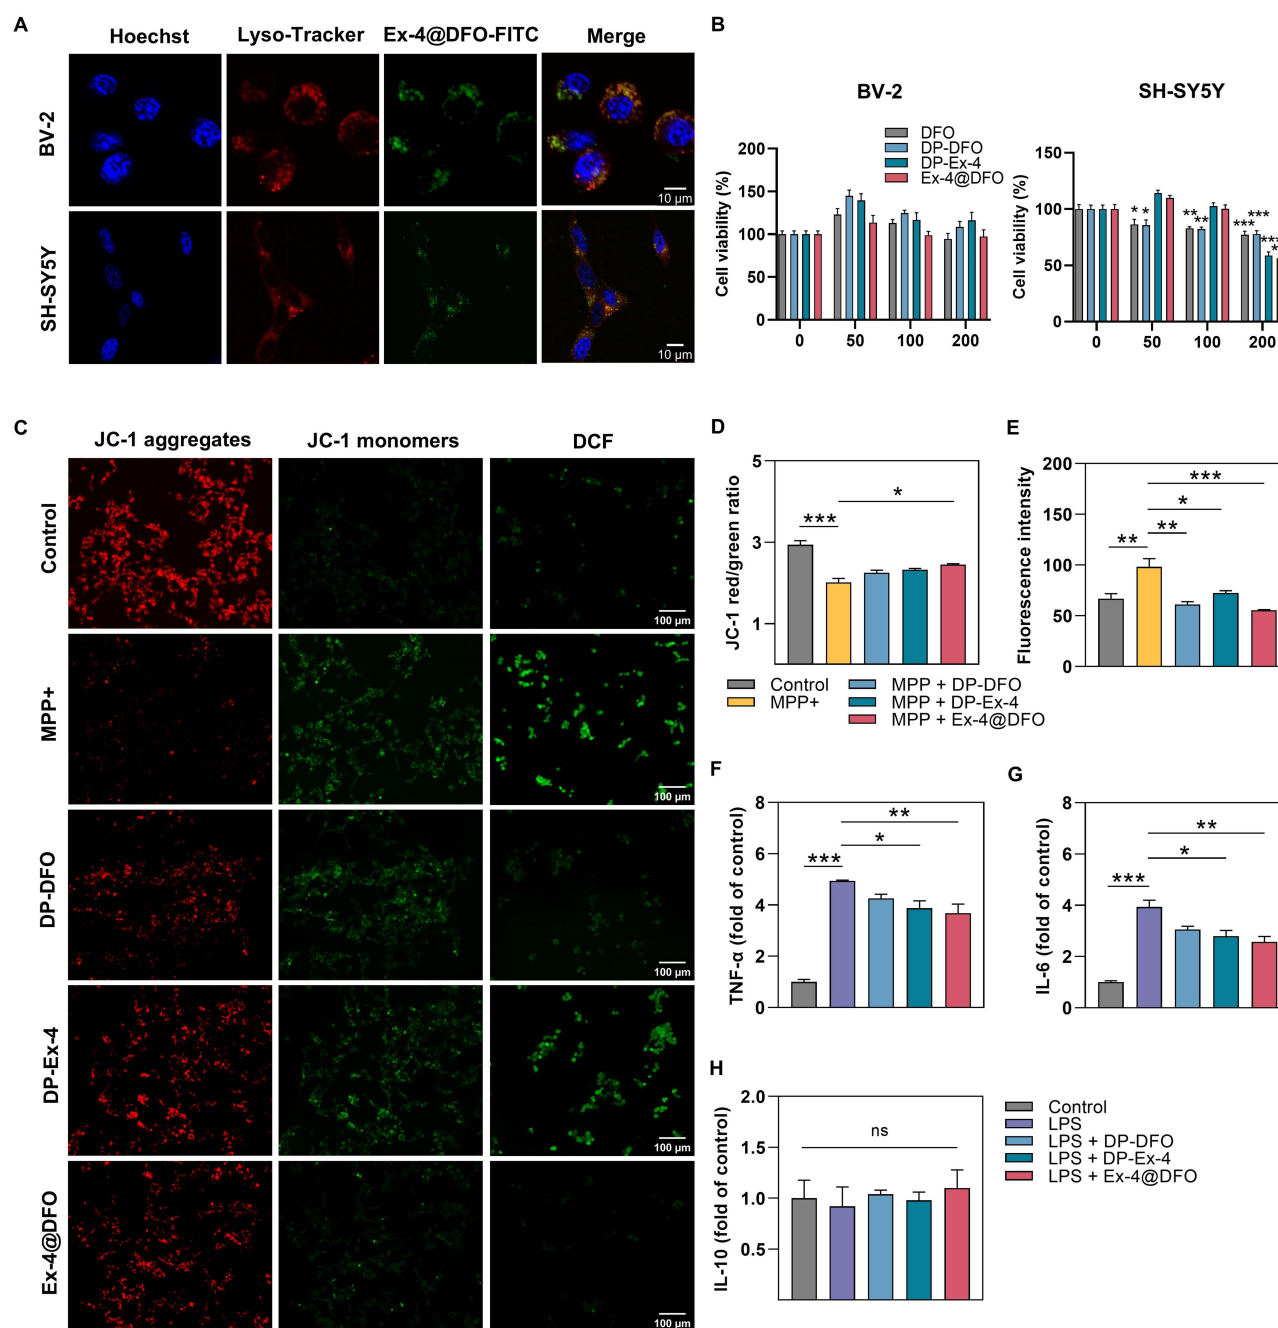 A
Hoechst
Lyso-Tracker
Ex-4@DFO-FITC
Merge
BV-2
10 µm
SH-SY5Y
10 µm
B
BV-2
DFO
DP-DFO
DP-Ex-4
Ex-4@DFO
Cell viability (%)
200
150
100
50
0
0
50
100
200
SH-SY5Y
Cell viability (%)
150
100
50
0
* *
** **
*** ***
0
50
100
200
C
JC-1 aggregates
JC-1 monomers
DCF
Control
100 µm
MPP+
100 µm
DP-DFO
100 µm
DP-Ex-4
100 µm
Ex-4@DFO
100 µm
D
JC-1 red/green ratio
5
3
1
*
***
Control
MPP+
MPP + DP-DFO
MPP + DP-Ex-4
MPP + Ex-4@DFO
E
Fluorescence intensity
200
150
100
50
0
***
*
**
**
F
TNF-α (fold of control)
8
6
4
2
0
**
*
***
G
IL-6 (fold of control)
8
6
4
2
0
**
*
***
H
IL-10 (fold of control)
2.0
1.5
1.0
0.5
ns
Control
LPS
LPS + DP-DFO
LPS + DP-Ex-4
LPS + Ex-4@DFO